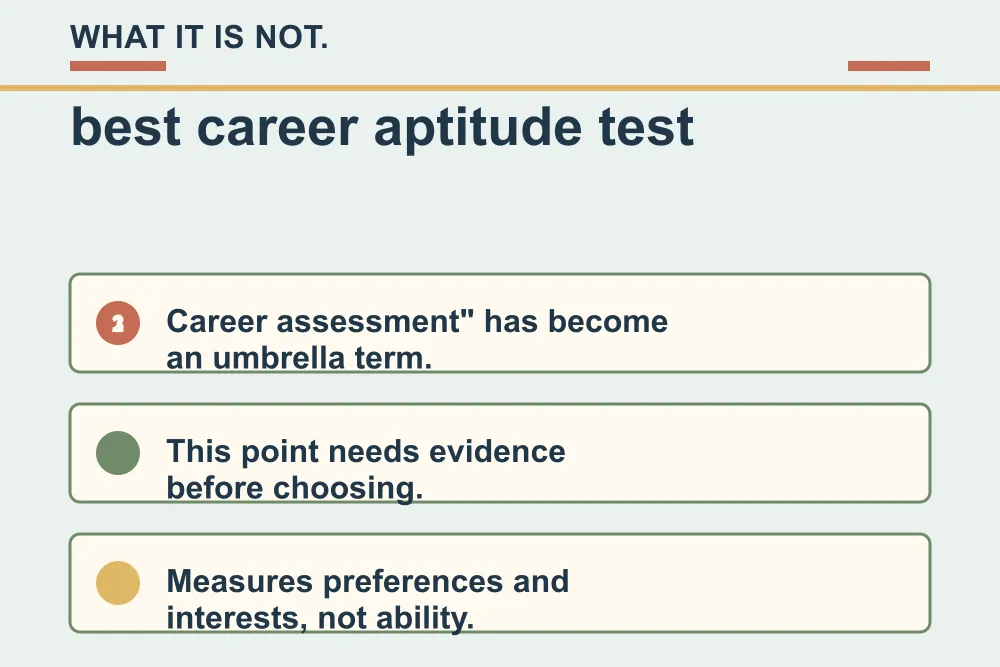 WHAT IT IS NOT.
best career aptitude test
Career assessment" has become
an umbrella term.
This point needs evidence
before choosing.
Measures preferences and
interests, not ability.